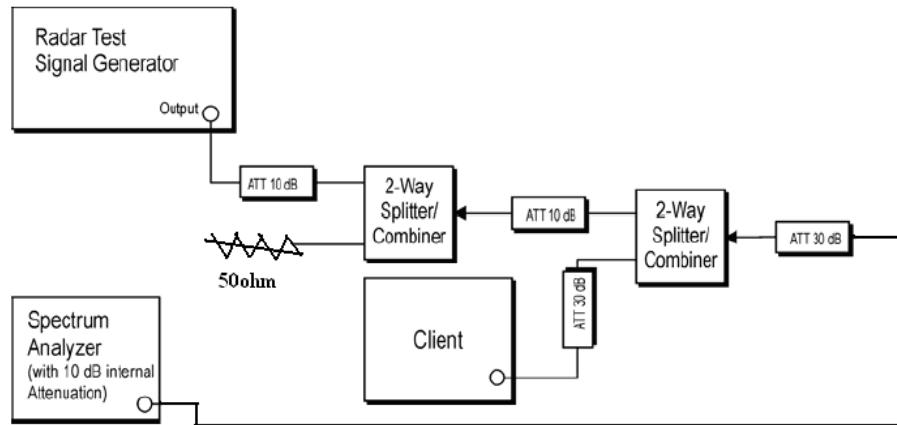 Radar Test
Signal Generator
Output
ATT 10 dB
2-Way
Splitter/
Combiner
ATT 10 dB
2-Way
Splitter/
Combiner
ATT 30 dB
50ohm
ATT 30 dB
Client
Spectrum
Analyzer
(with 10 dB internal
Attenuation)